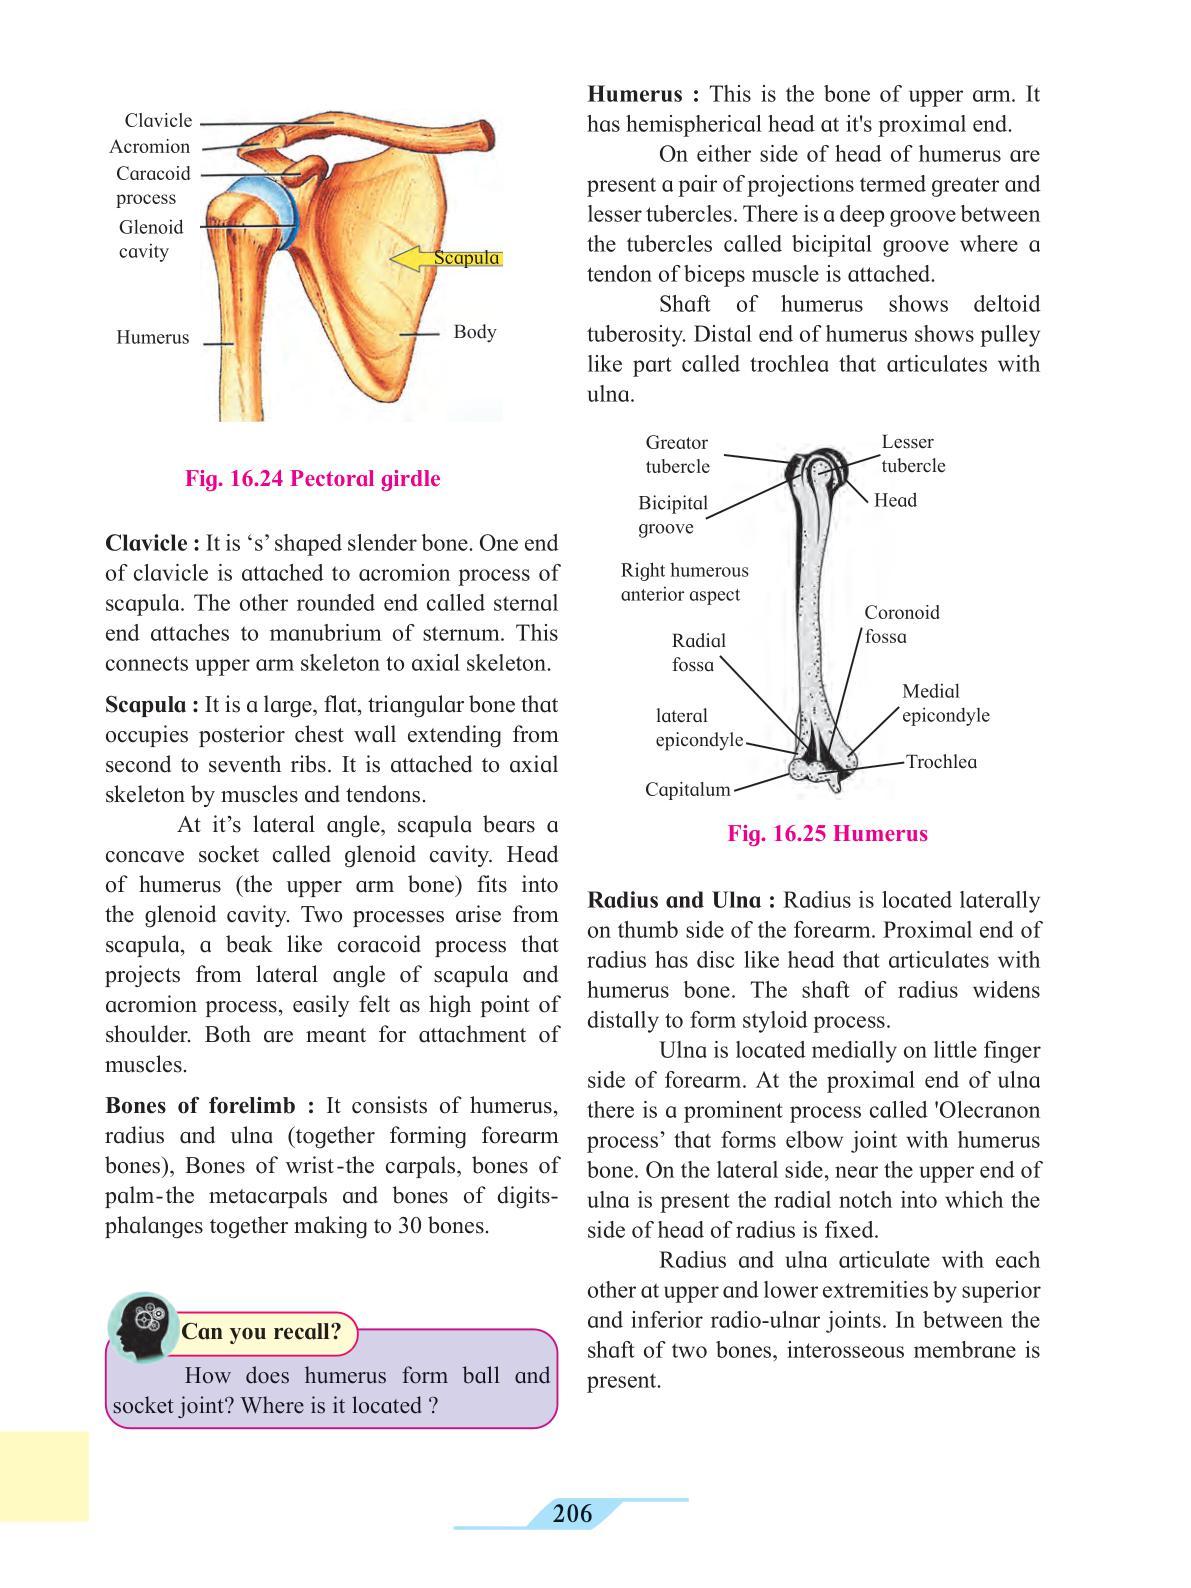 Clavicle
Acromion
Caracoid
process
Glenoid
cavity
Scapula
Humerus
Body
Fig. 16.24 Pectoral girdle
Clavicle : It is ‘s’ shaped slender bone. One end
of clavicle is attached to acromion process of
scapula. The other rounded end called sternal
end attaches to manubrium of sternum. This
connects upper arm skeleton to axial skeleton.
Scapula : It is a large, flat, triangular bone that
occupies posterior chest wall extending from
second to seventh ribs. It is attached to axial
skeleton by muscles and tendons.
At it’s lateral angle, scapula bears a
concave socket called glenoid cavity. Head
of humerus (the upper arm bone) fits into
the glenoid cavity. Two processes arise from
scapula, a beak like coracoid process that
projects from lateral angle of scapula and
acromion process, easily felt as high point of
shoulder. Both are meant for attachment of
muscles.
Bones of forelimb : It consists of humerus,
radius and ulna (together forming forearm
bones), Bones of wrist-the carpals, bones of
palm-the metacarpals and bones of digits-
phalanges together making to 30 bones.
Can you recall?
How does humerus form ball and
socket joint? Where is it located ?
Humerus : This is the bone of upper arm. It
has hemispherical head at it's proximal end.
On either side of head of humerus are
present a pair of projections termed greater and
lesser tubercles. There is a deep groove between
the tubercles called bicipital groove where a
tendon of biceps muscle is attached.
Shaft of humerus shows deltoid
tuberosity. Distal end of humerus shows pulley
like part called trochlea that articulates with
ulna.
Greator
tubercle
Lesser
tubercle
Bicipital
groove
Head
Right humerous
anterior aspect
Coronoid
fossa
Radial
fossa
Medial
epicondyle
lateral
epicondyle
Trochlea
Capitalum
Fig. 16.25 Humerus
Radius and Ulna : Radius is located laterally
on thumb side of the forearm. Proximal end of
radius has disc like head that articulates with
humerus bone. The shaft of radius widens
distally to form styloid process.
Ulna is located medially on little finger
side of forearm. At the proximal end of ulna
there is a prominent process called 'Olecranon
process’ that forms elbow joint with humerus
bone. On the lateral side, near the upper end of
ulna is present the radial notch into which the
side of head of radius is fixed.
Radius and ulna articulate with each
other at upper and lower extremities by superior
and inferior radio-ulnar joints. In between the
shaft of two bones, interosseous membrane is
present.
206